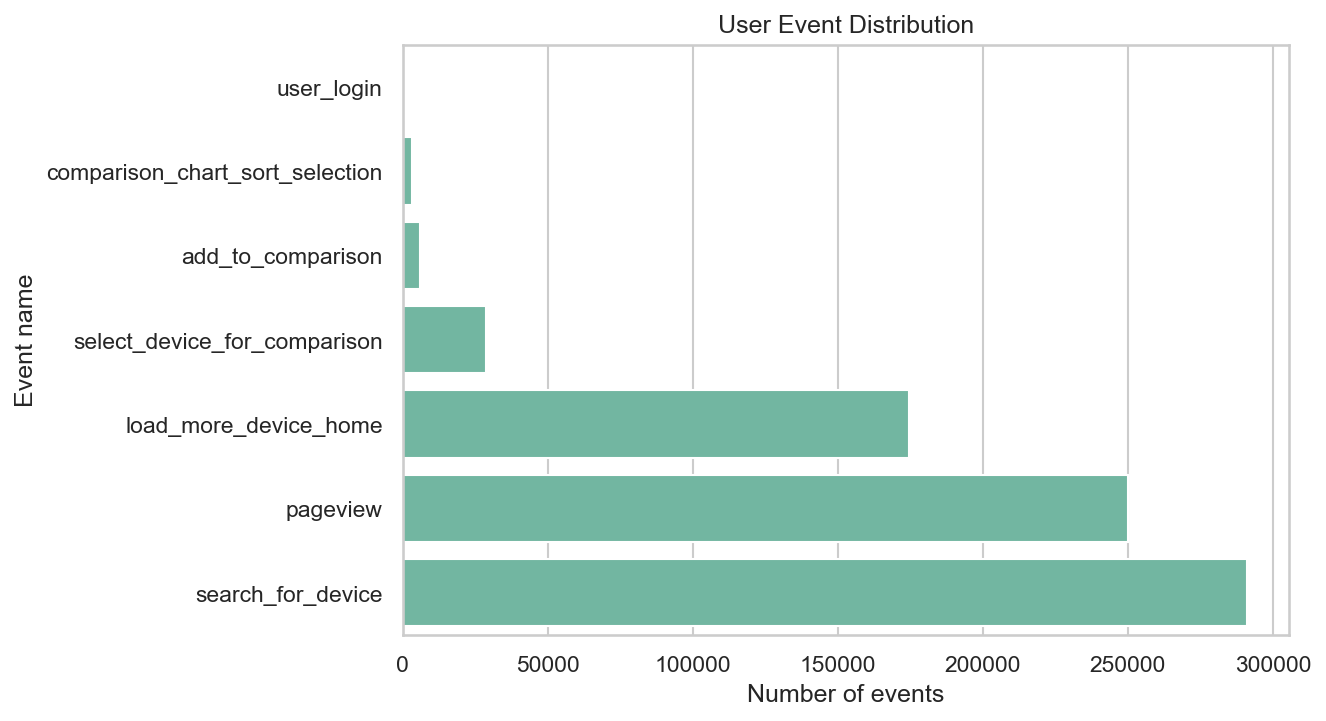 User Event Distribution
user_login
comparison_chart_sort_selection
add_to_comparison
select_device_for_comparison
load_more_device_home
pageview
search_for_device
Event name
0 50000 100000 150000 200000 250000 300000
Number of events